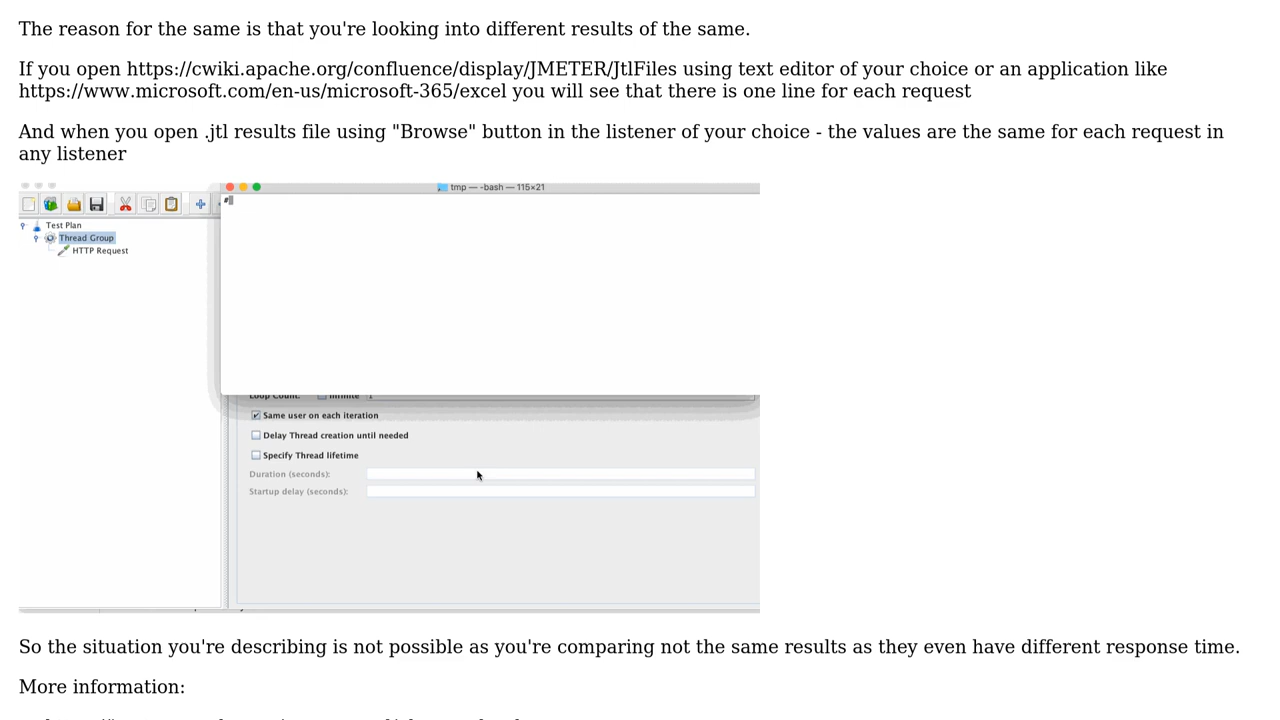 The reason for the same is that you're looking into different results of the same.
If you open https://cwiki.apache.org/confluence/display/JMETER/JtlFiles using text editor of your choice or an application like
https://www.microsoft.com/en-us/microsoft-365/excel you will see that there is one line for each request
And when you open .jtl results file using "Browse" button in the listener of your choice - the values are the same for each request in
any listener
tmp — -bash — 115×21
#
Test Plan
Thread Group
HTTP Request
Loop Count: Infinite 1
Same user on each iteration
Delay Thread creation until needed
Specify Thread lifetime
Duration (seconds):
Startup delay (seconds):
So the situation you're describing is not possible as you're comparing not the same results as they even have different response time.
More information: